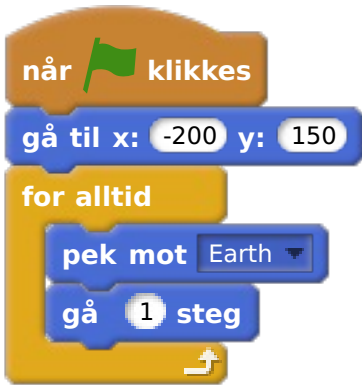 når klikkes
gå til x: -200 y: 150
for alltid
pek mot Earth
gå 1 steg